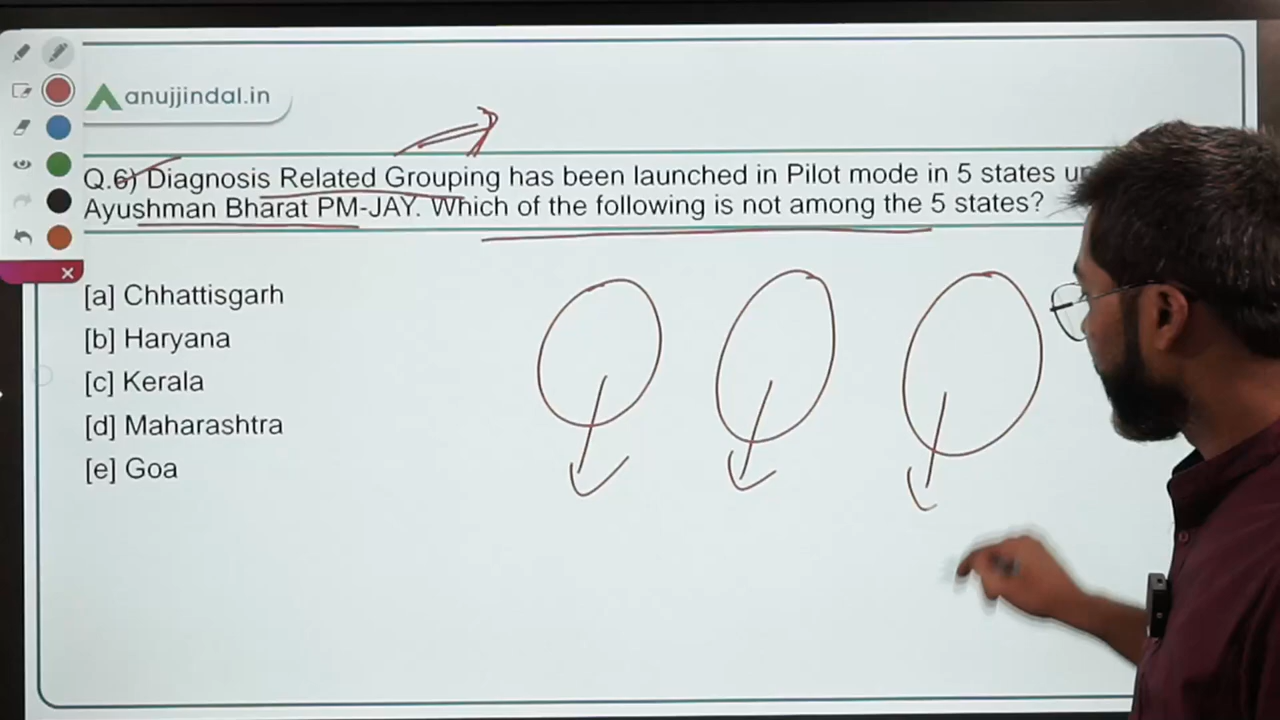 anujjindal.in
Q.6) Diagnosis Related Grouping has been launched in Pilot mode in 5 states
Ayushman Bharat PM-JAY. Which of the following is not among the 5 states?
[a] Chhattisgarh
[b] Haryana
[c] Kerala
[d] Maharashtra
[e] Goa